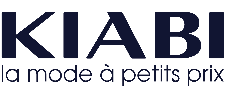 KIABI
la mode à petits prix